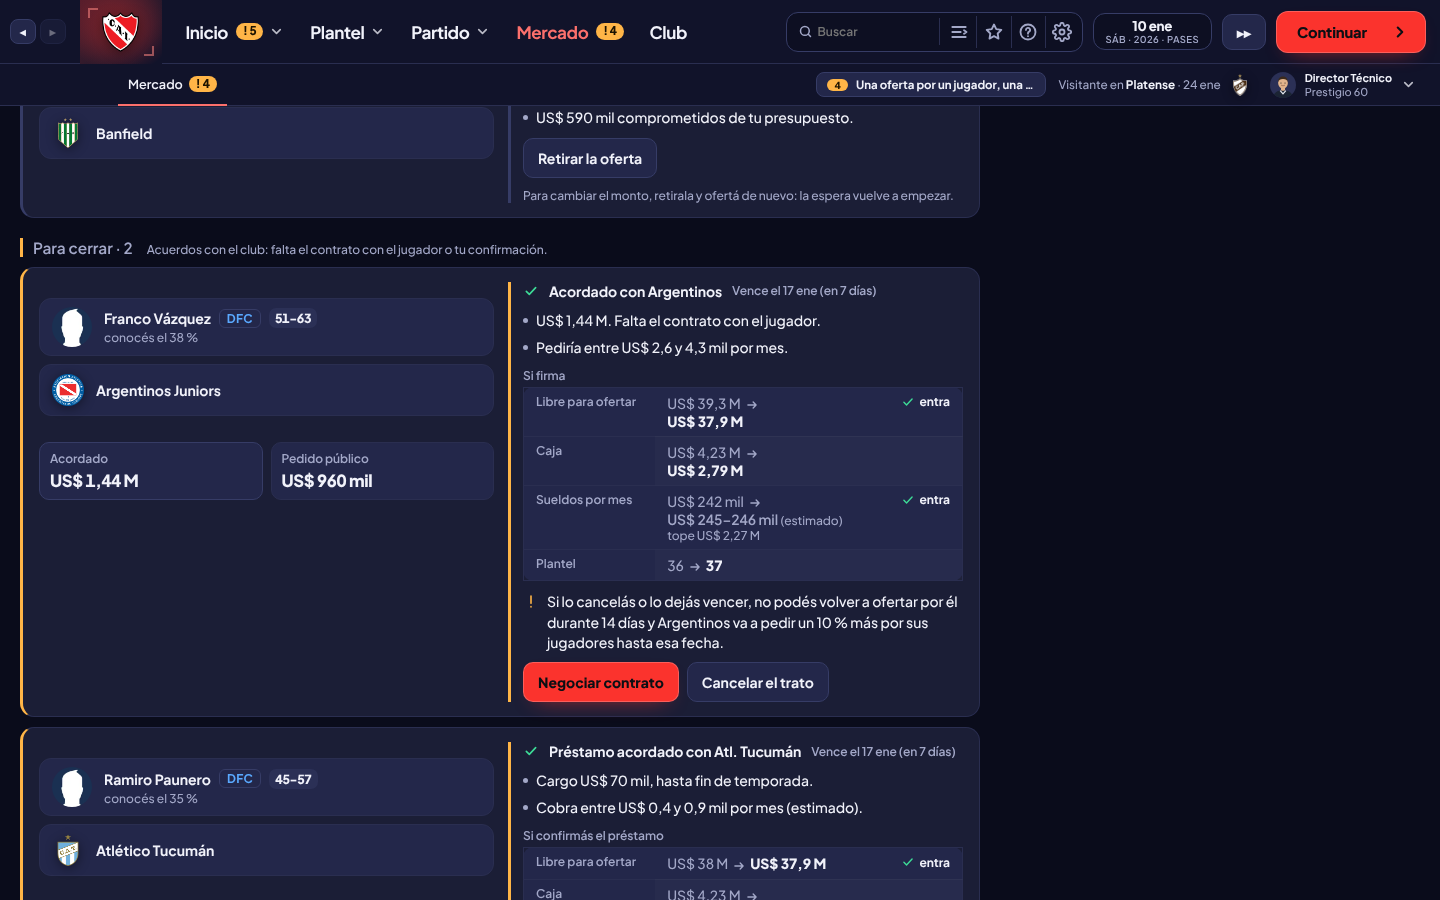 Inicio !5
Plantel
Partido
Mercado !4
Club
Buscar
10 ene
SÁB · 2026 · PASES
Continuar
Mercado !4
4 Una oferta por un jugador, una ...
Visitante en Platense · 24 ene
Director Técnico
Prestigio 60
Banfield
US$ 590 mil comprometidos de tu presupuesto.
Retirar la oferta
Para cambiar el monto, retirala y ofertá de nuevo: la espera vuelve a empezar.
Para cerrar · 2 Acuerdos con el club: falta el contrato con el jugador o tu confirmación.
Franco Vázquez DFC 51–63
conocés el 38 %
Argentinos Juniors
Acordado
US$ 1,44 M
Pedido público
US$ 960 mil
Acordado con Argentinos Vence el 17 ene (en 7 días)
US$ 1,44 M. Falta el contrato con el jugador.
Pediría entre US$ 2,6 y 4,3 mil por mes.
Si firma
Libre para ofertar US$ 39,3 M → entra
US$ 37,9 M
Caja US$ 4,23 M →
US$ 2,79 M
Sueldos por mes US$ 242 mil → entra
US$ 245–246 mil (estimado)
tope US$ 2,27 M
Plantel 36 → 37
! Si lo cancelás o lo dejás vencer, no podés volver a ofertar por él
durante 14 días y Argentinos va a pedir un 10 % más por sus
jugadores hasta esa fecha.
Negociar contrato
Cancelar el trato
Ramiro Paunero DFC 45–57
conocés el 35 %
Atlético Tucumán
Préstamo acordado con Atl. Tucumán Vence el 17 ene (en 7 días)
Cargo US$ 70 mil, hasta fin de temporada.
Cobra entre US$ 0,4 y 0,9 mil por mes (estimado).
Si confirmás el préstamo
Libre para ofertar US$ 38 M → US$ 37,9 M entra
Caja US$ 4,23 M →